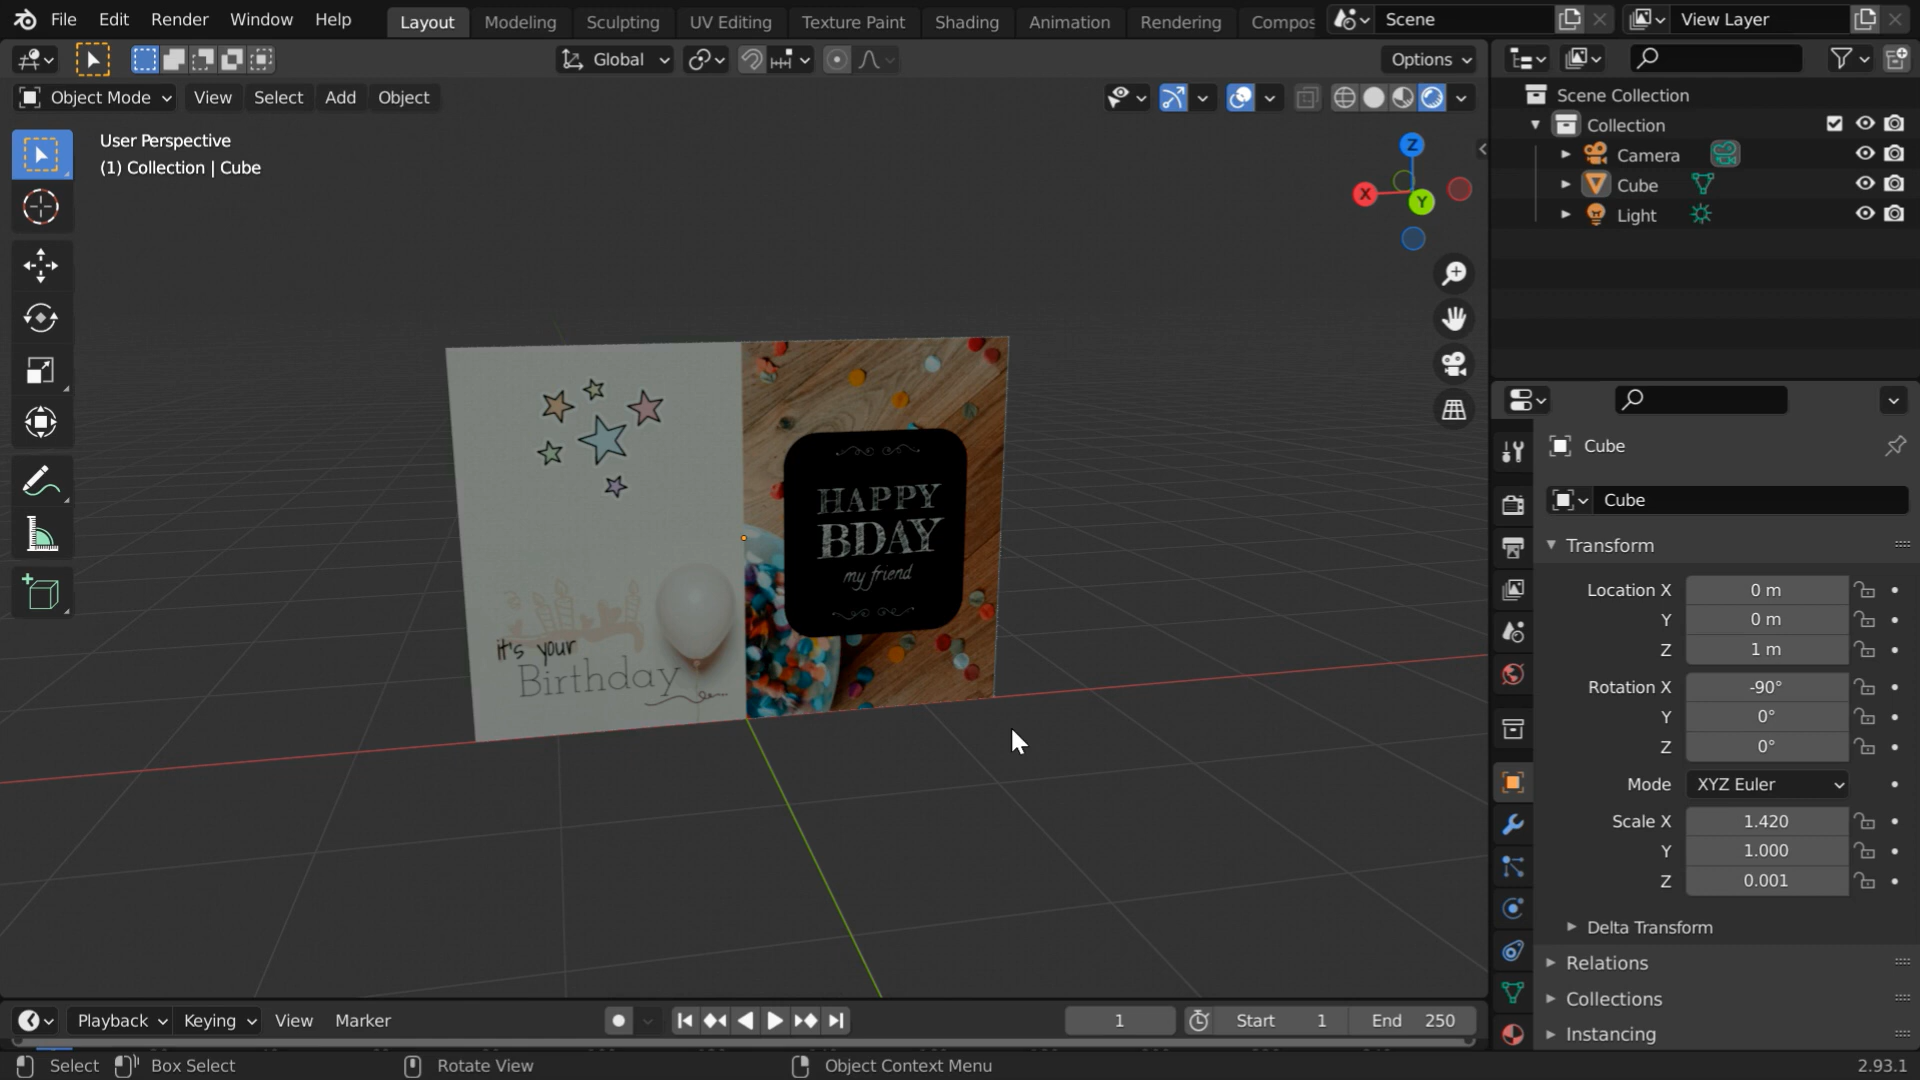 File Edit Render Window Help Layout Modeling Sculpting UV Editing Texture Paint Shading Animation Rendering Compos Scene View Layer
Global Options
Object Mode View Select Add Object
User Perspective
(1) Collection | Cube
Z
X
Y
HAPPY
BDAY
my friend
it's your
Birthday
Scene Collection
Collection
Camera
Cube
Light
Cube
Cube
Transform
Location X 0 m
Y 0 m
Z 1 m
Rotation X -90°
Y 0°
Z 0°
Mode XYZ Euler
Scale X 1.420
Y 1.000
Z 0.001
Delta Transform
Relations
Collections
Instancing
Playback Keying View Marker 1 Start 1 End 250
Select Box Select Rotate View Object Context Menu 2.93.1